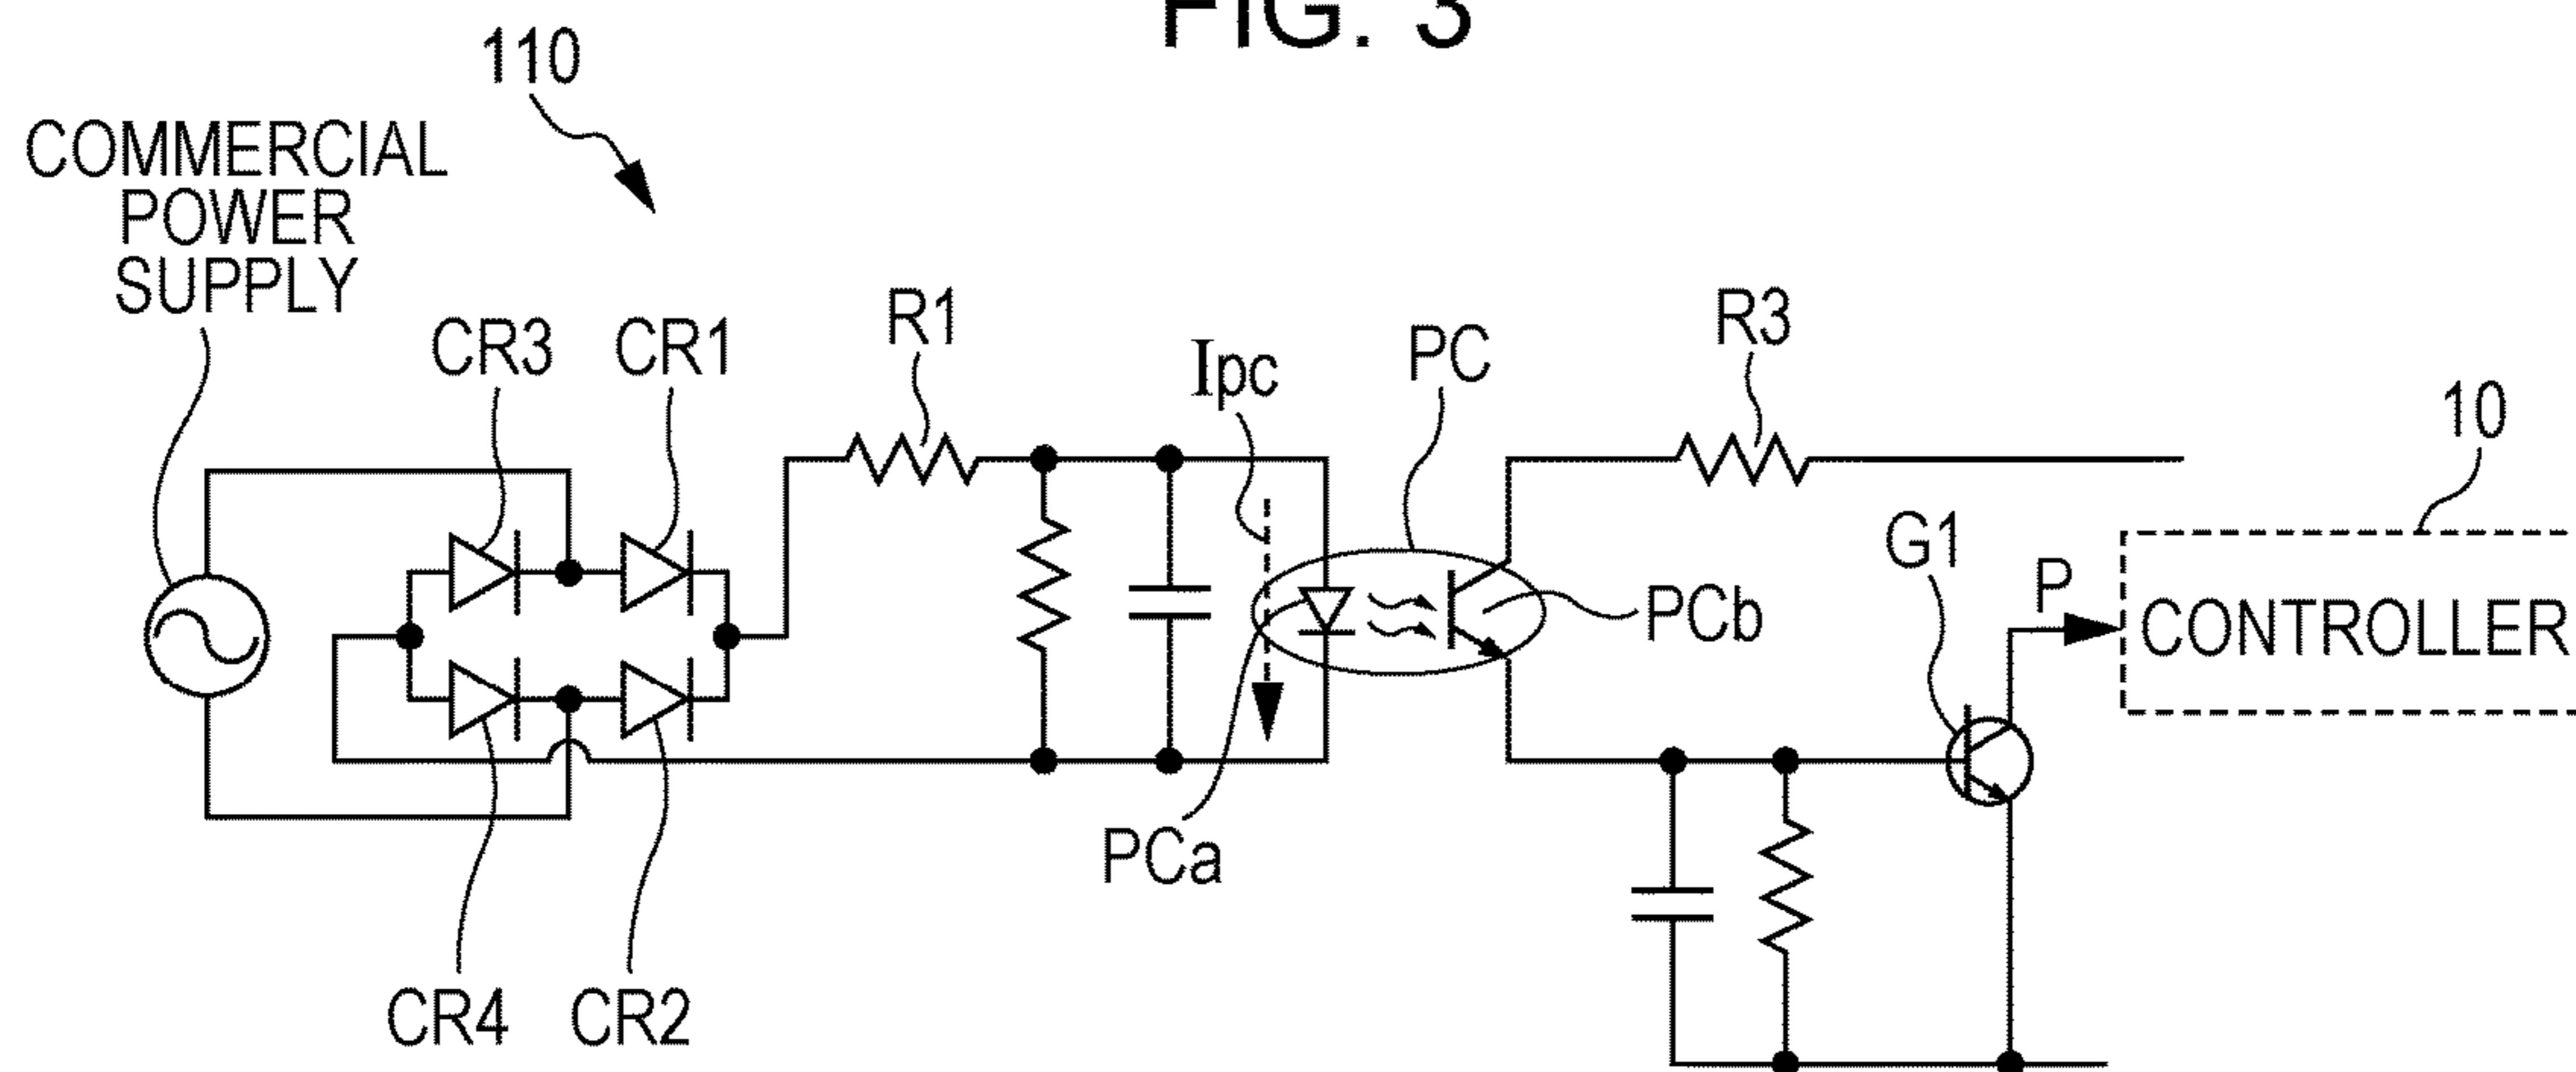 FIG. 3
110
COMMERCIAL
POWER
SUPPLY
CR3
CR1
R1
Ipc
PC
R3
10
G1
P
CONTROLLER
PCb
PCa
CR4
CR2